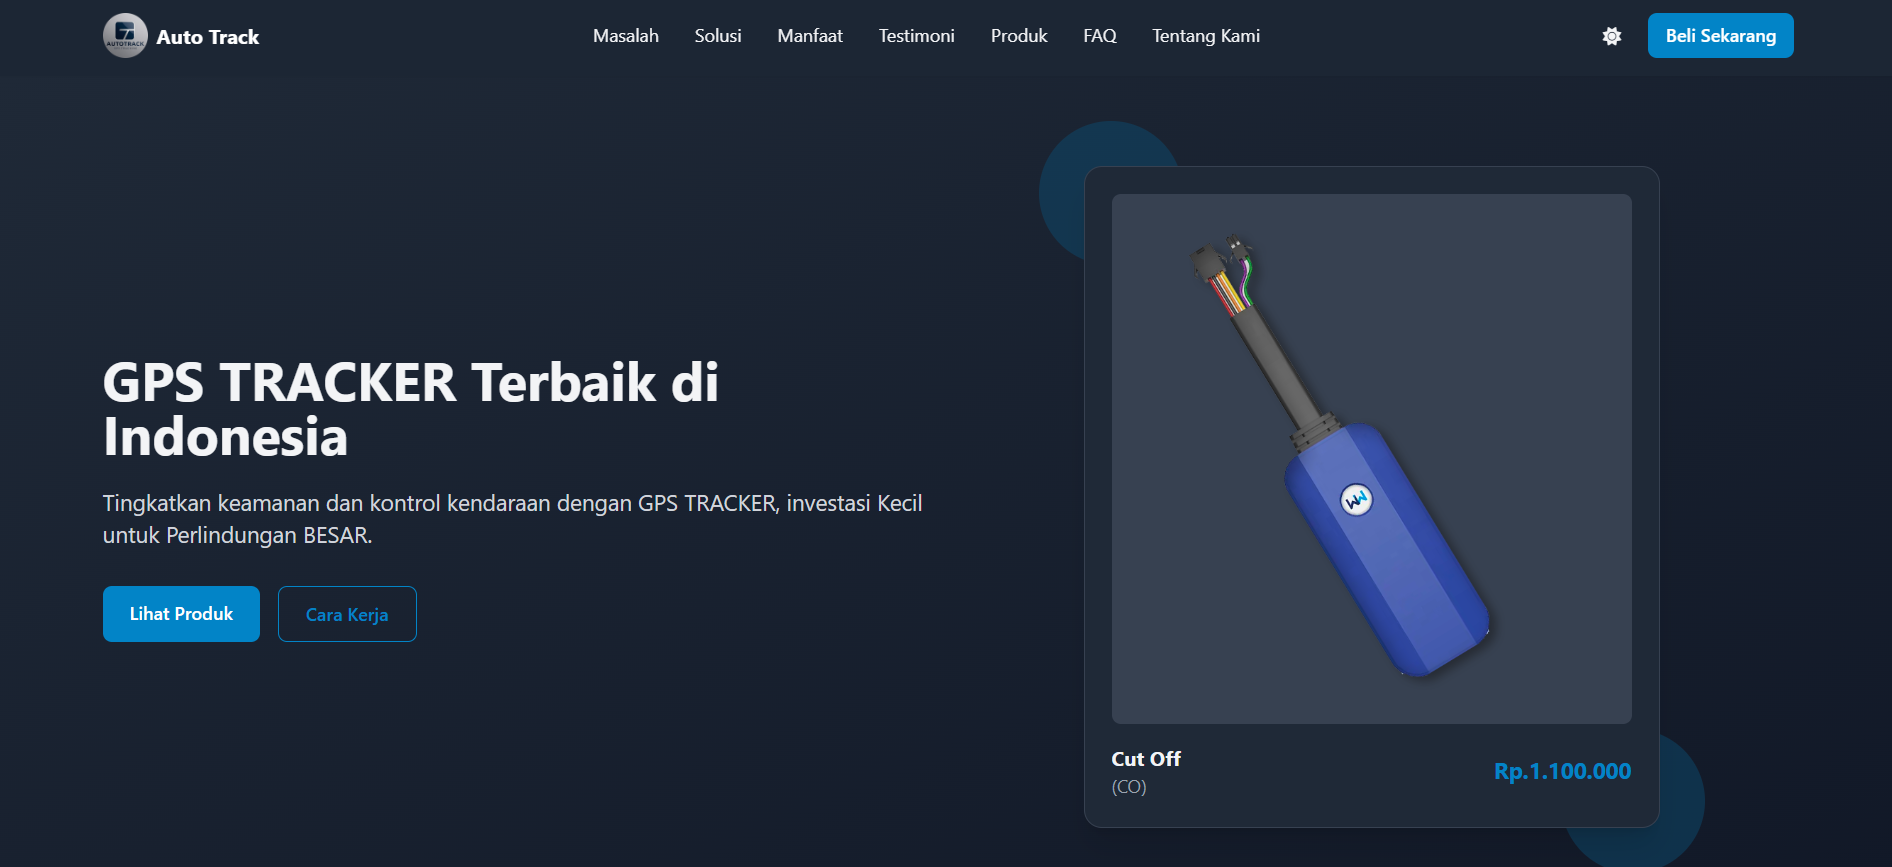 AUTOTRACK
Auto Track
Masalah
Solusi
Manfaat
Testimoni
Produk
FAQ
Tentang Kami
Beli Sekarang
GPS TRACKER Terbaik di
Indonesia
Tingkatkan keamanan dan kontrol kendaraan dengan GPS TRACKER, investasi Kecil
untuk Perlindungan BESAR.
Lihat Produk
Cara Kerja
Cut Off
(CO)
Rp.1.100.000